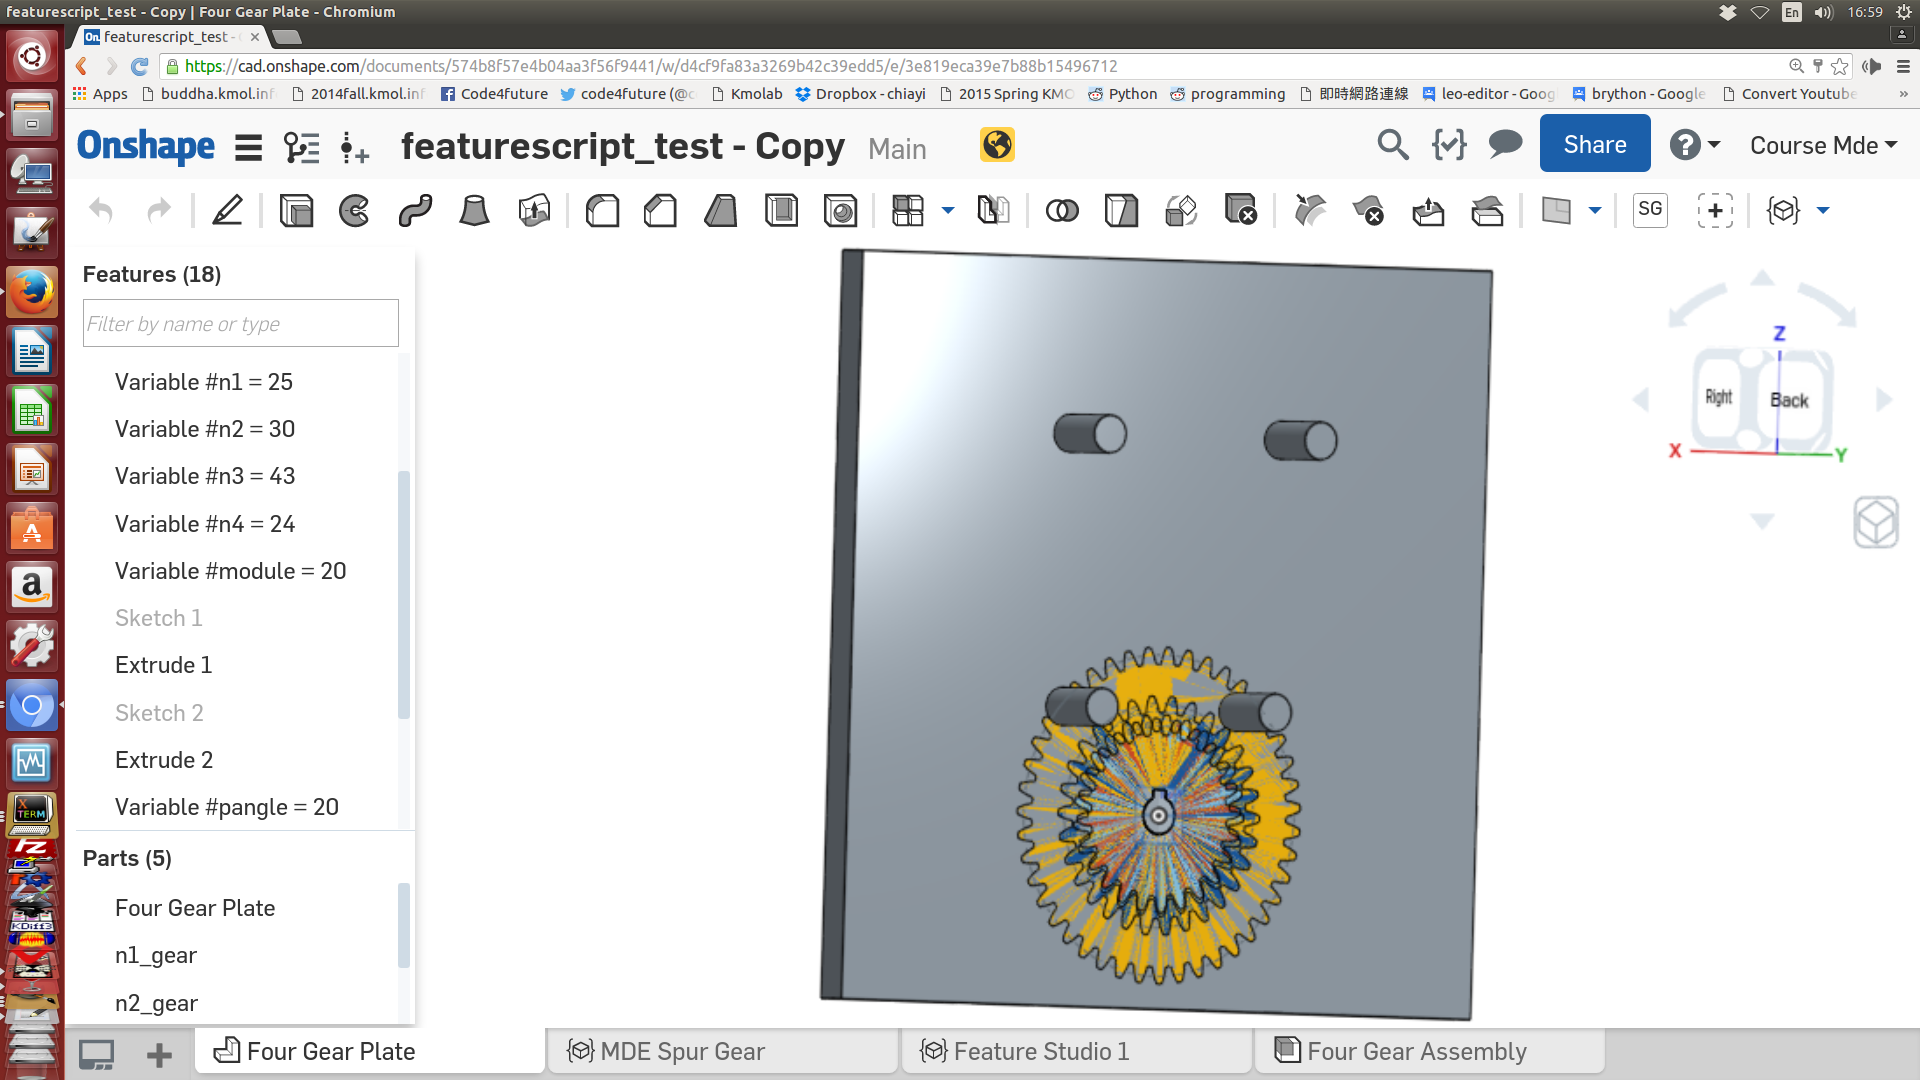 featurescript_test - Copy | Four Gear Plate - Chromium
En
16:59
On featurescript_test -
https://cad.onshape.com/documents/574b8f57e4b04aa3f56f9441/w/d4cf9fa83a3269b42c39edd5/e/3e819eca39e7b88b15496712
Apps buddha.kmol.inf 2014fall.kmol.inf Code4future code4future (@c Kmolab Dropbox - chiayi 2015 Spring KMO Python programming 即時網路連線 leo-editor - Goog brython - Google Convert Youtube »
Onshape featurescript_test - Copy Main Share ? Course Mde
SG
Features (18)
Filter by name or type
Variable #n1 = 25
Variable #n2 = 30
Variable #n3 = 43
Variable #n4 = 24
Variable #module = 20
Sketch 1
Extrude 1
Sketch 2
Extrude 2
Variable #pangle = 20
Parts (5)
Four Gear Plate
n1_gear
n2_gear
Z
Right Back
X
Y
XTERM
KDiff3
Four Gear Plate
MDE Spur Gear
Feature Studio 1
Four Gear Assembly